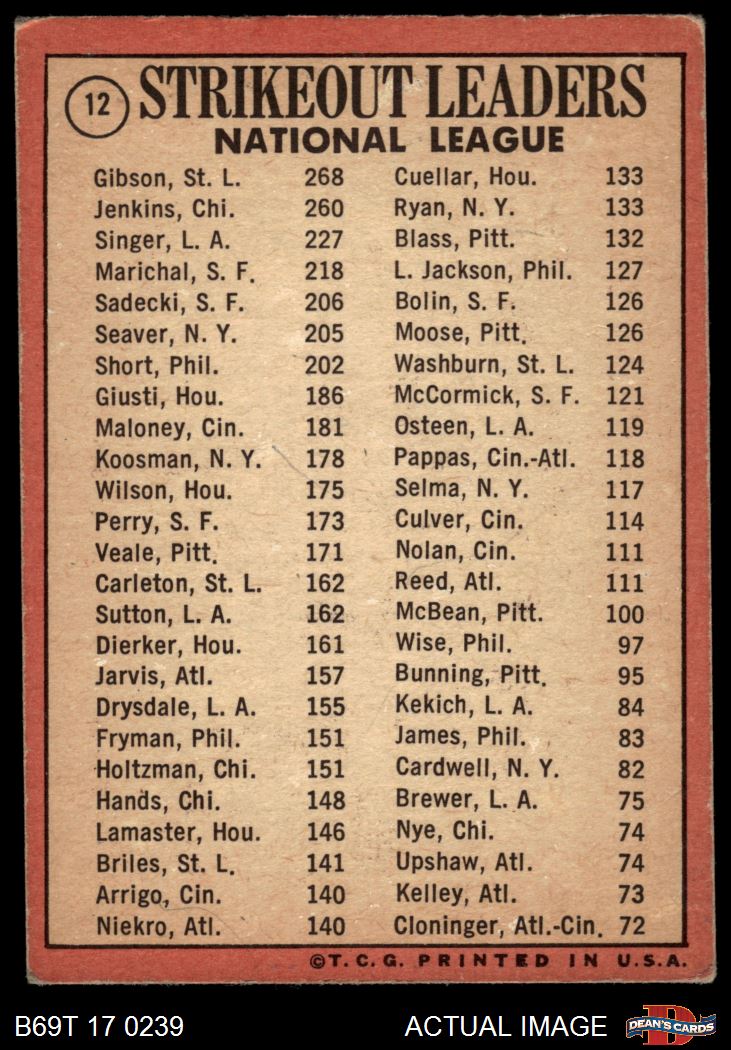 12 STRIKEOUT LEADERS
NATIONAL LEAGUE
Gibson, St. L. 268
Jenkins, Chi. 260
Singer, L. A. 227
Marichal, S. F. 218
Sadecki, S. F. 206
Seaver, N. Y. 205
Short, Phil. 202
Giusti, Hou. 186
Maloney, Cin. 181
Koosman, N. Y. 178
Wilson, Hou. 175
Perry, S. F. 173
Veale, Pitt. 171
Carleton, St. L. 162
Sutton, L. A. 162
Dierker, Hou. 161
Jarvis, Atl. 157
Drysdale, L. A. 155
Fryman, Phil. 151
Holtzman, Chi. 151
Hands, Chi. 148
Lamaster, Hou. 146
Briles, St. L. 141
Arrigo, Cin. 140
Niekro, Atl. 140
Cuellar, Hou. 133
Ryan, N. Y. 133
Blass, Pitt. 132
L. Jackson, Phil. 127
Bolin, S. F. 126
Moose, Pitt. 126
Washburn, St. L. 124
McCormick, S. F. 121
Osteen, L. A. 119
Pappas, Cin.-Atl. 118
Selma, N. Y. 117
Culver, Cin. 114
Nolan, Cin. 111
Reed, Atl. 111
McBean, Pitt. 100
Wise, Phil. 97
Bunning, Pitt. 95
Kekich, L. A. 84
James, Phil. 83
Cardwell, N. Y. 82
Brewer, L. A. 75
Nye, Chi. 74
Upshaw, Atl. 74
Kelley, Atl. 73
Cloninger, Atl.-Cin. 72
©T. C. G. PRINTED IN U.S.A.
B69T 17 0239 ACTUAL IMAGE
D
DEAN'S CARDS